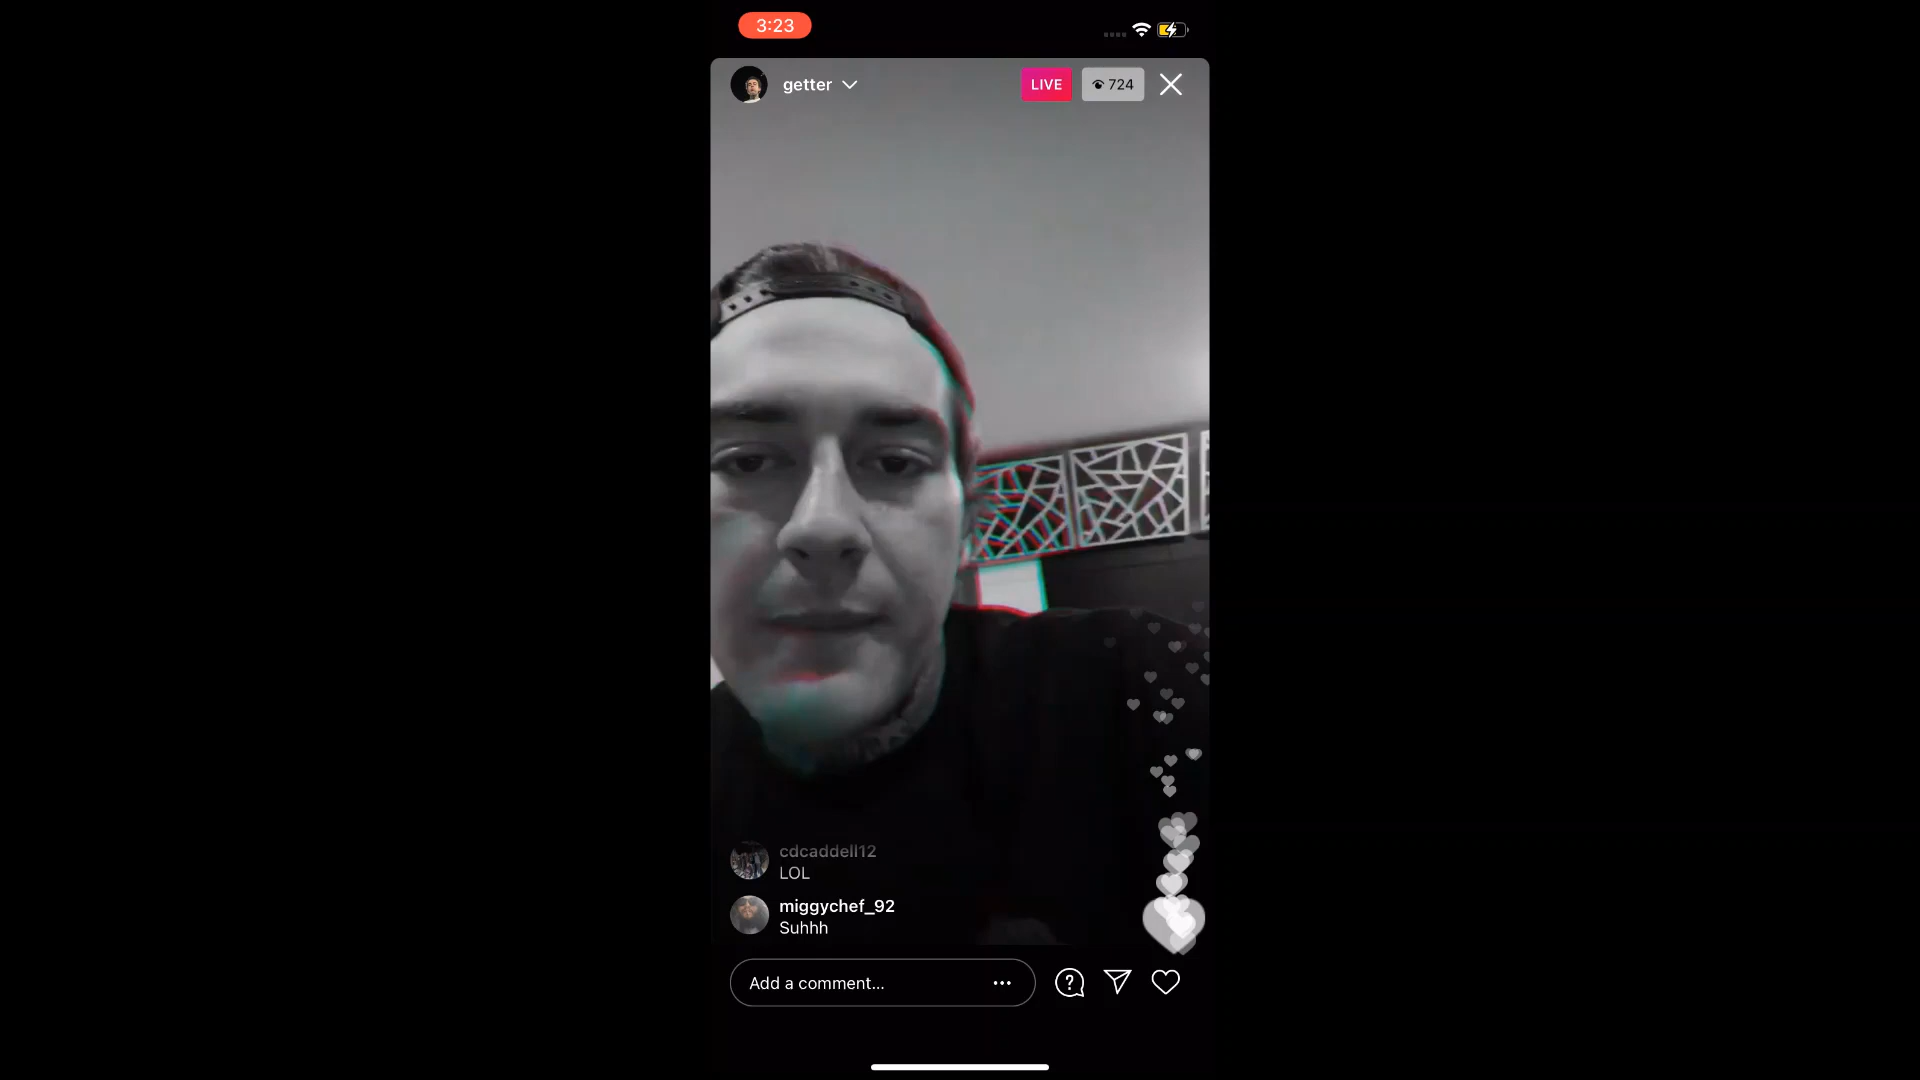 3:23
getter
LIVE
724
cdcaddell12
LOL
miggychef_92
Suhhh
Add a comment...